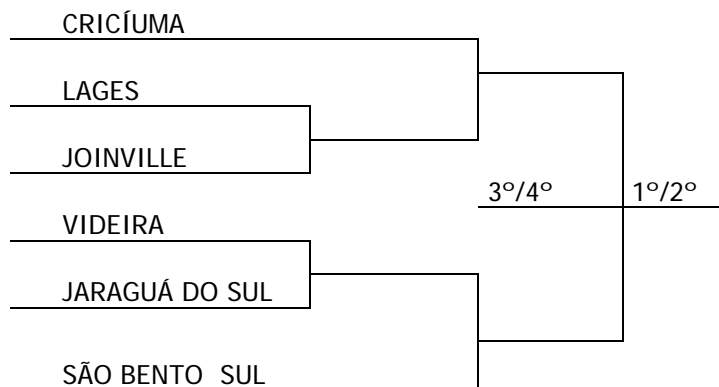 CRICÍUMA
LAGES
JOINVILLE
3º/4º 1º/2º
VIDEIRA
JARAGUÁ DO SUL
SÃO BENTO SUL